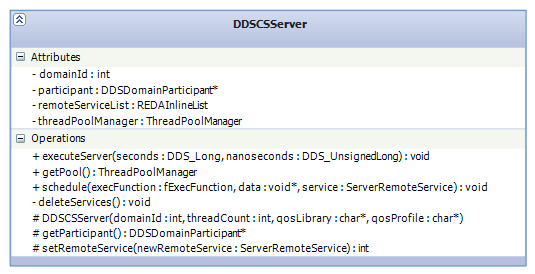 DDSCSServer
Attributes
- domainId : int
- participant : DDSDomainParticipant*
- remoteServiceList : REDAInlineList
- threadPoolManager : ThreadPoolManager
Operations
+ executeServer(seconds : DDS_Long, nanoseconds : DDS_UnsignedLong) : void
+ getPool() : ThreadPoolManager
+ schedule(execFunction : fExecFunction, data : void*, service : ServerRemoteService) : void
- deleteServices() : void
# DDSCSServer(domainId : int, threadCount : int, qosLibrary : char*, qosProfile : char*)
# getParticipant() : DDSDomainParticipant*
# setRemoteService(newRemoteService : ServerRemoteService) : int